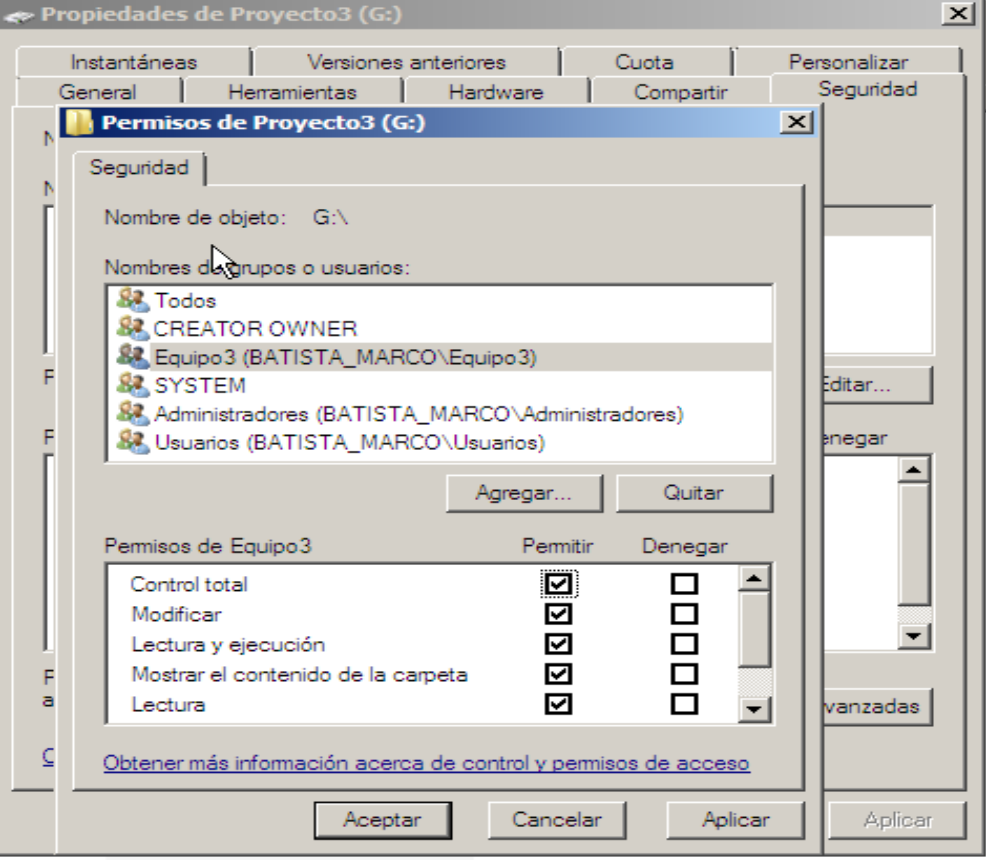 Propiedades de Proyecto3 (G:)
Instantáneas Versiones anteriores Cuota Personalizar
General Herramientas Hardware Compartir Seguridad
Permisos de Proyecto3 (G:)
Seguridad
Nombre de objeto: G:\
Nombres de grupos o usuarios:
Todos
CREATOR OWNER
Equipo3 (BATISTA_MARCO\Equipo3)
SYSTEM
Administradores (BATISTA_MARCO\Administradores)
Usuarios (BATISTA_MARCO\Usuarios)
Editar...
Agregar... Quitar
Permisos de Equipo3 Permitir Denegar
Control total
Modificar
Lectura y ejecución
Mostrar el contenido de la carpeta
Lectura
Obtener más información acerca de control y permisos de acceso
Aceptar Cancelar Aplicar Aplicar